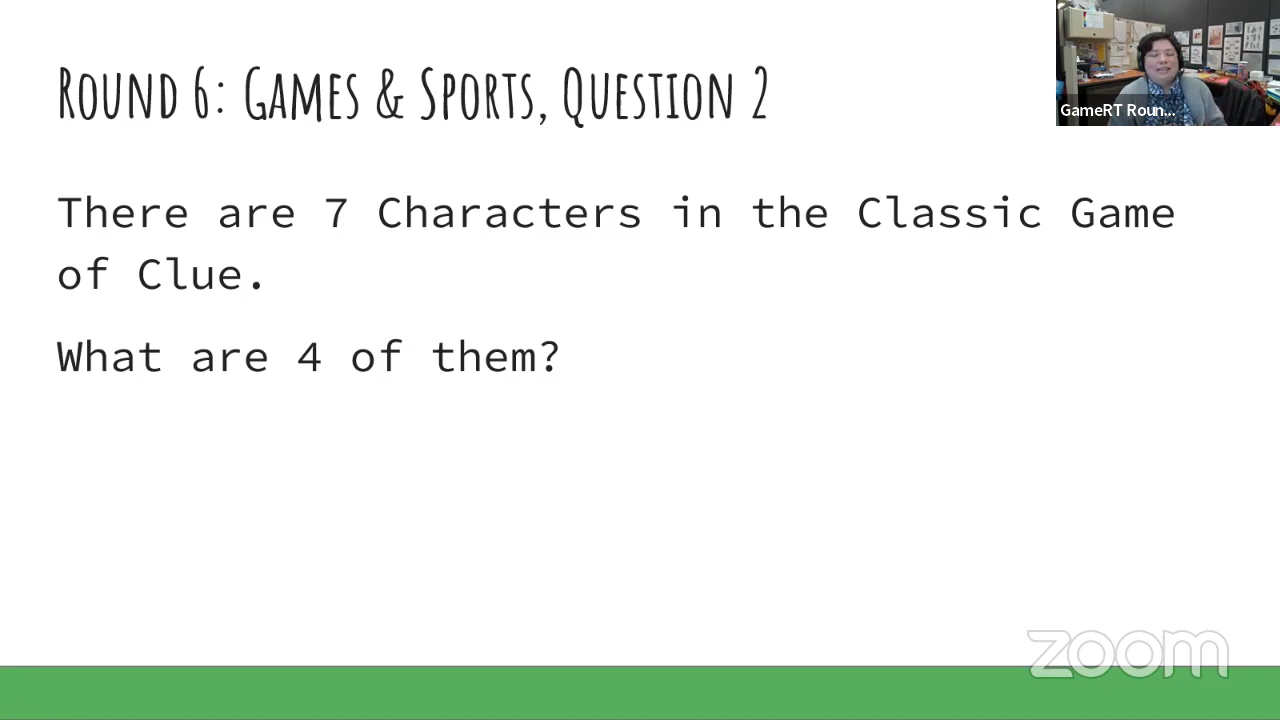 Round 6: Games & Sports, Question 2
GameRT Roun...
There are 7 Characters in the Classic Game
of Clue.
What are 4 of them?
zoom